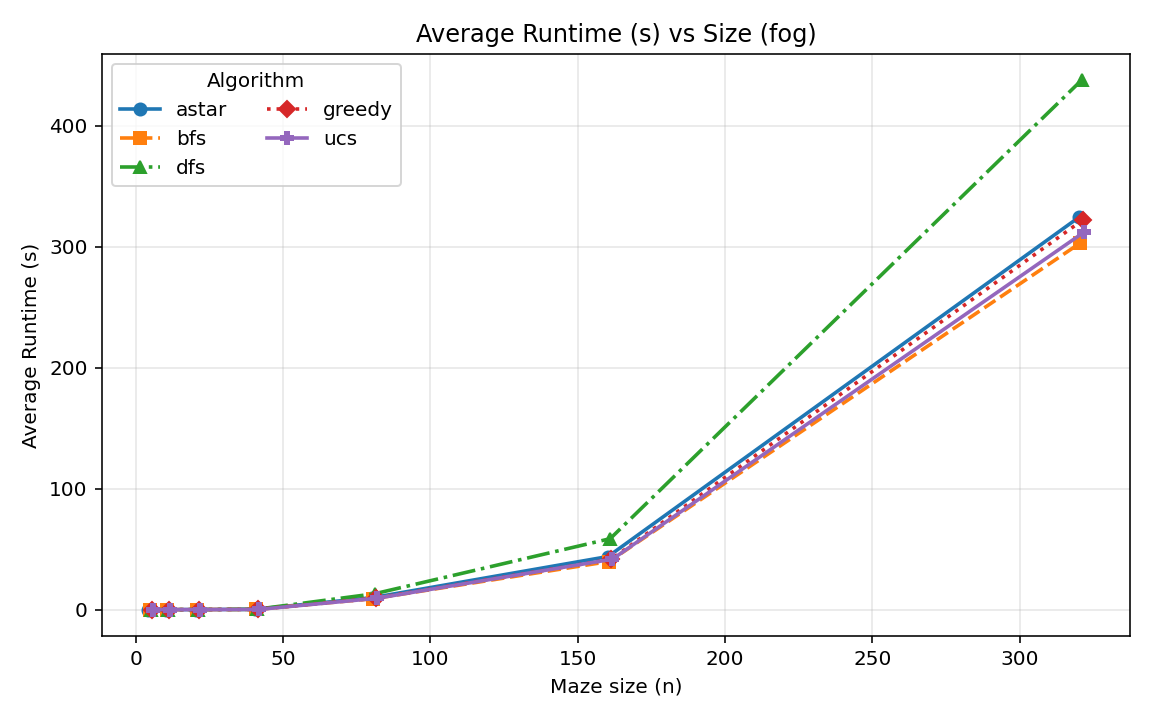 Average Runtime (s) vs Size (fog)
Algorithm
astar
bfs
dfs
greedy
ucs
Average Runtime (s)
400
300
200
100
0
0 50 100 150 200 250 300
Maze size (n)